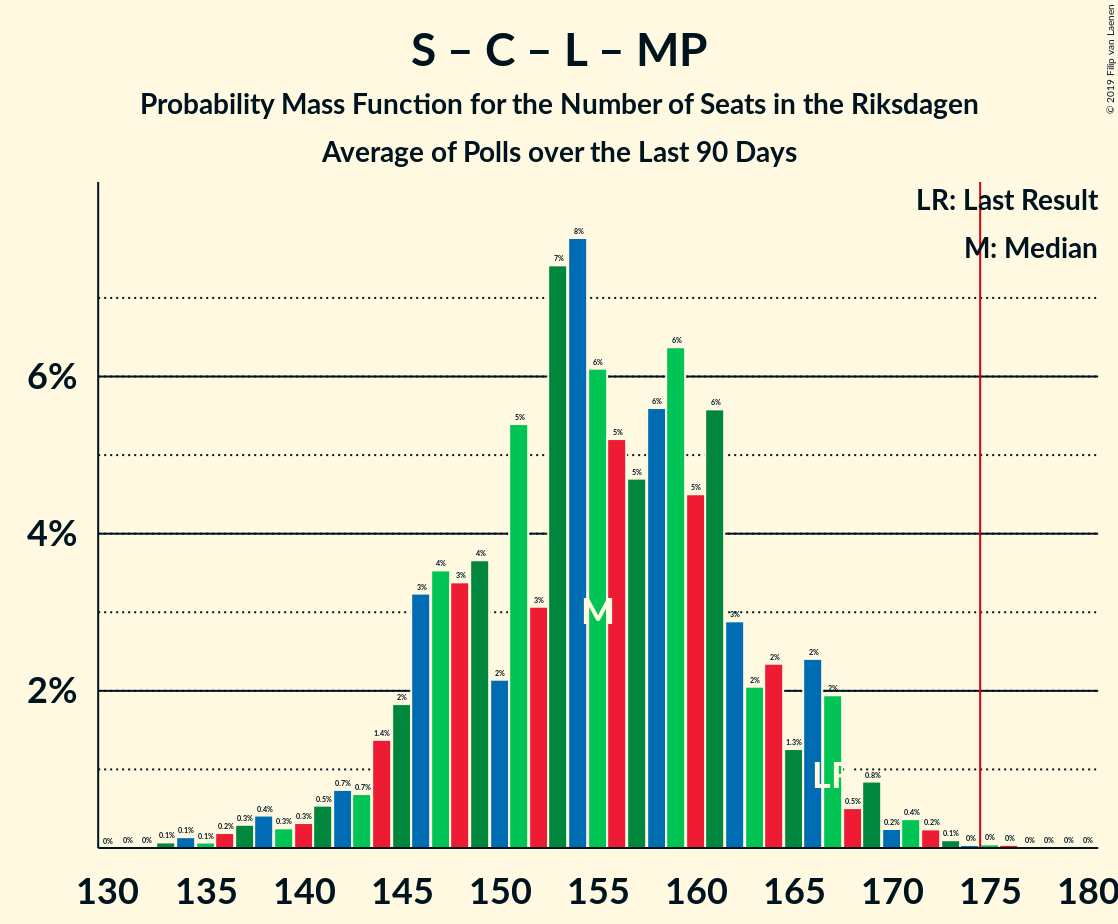 S – C – L – MP
Probability Mass Function for the Number of Seats in the Riksdagen
Average of Polls over the Last 90 Days
© 2019 Filip van Laenen
LR: Last Result
M: Median
6%
4%
2%
0% 0% 0% 0.1% 0.1% 0.1% 0.2% 0.3% 0.4% 0.3% 0.3% 0.5% 0.7% 0.7% 1.4% 2% 3% 4% 3% 4% 2% 5% 3% 7% 8% 6% 5% 5% 6% 6% 5% 6% 3% 2% 2% 1.3% 2% 2% 0.5% 0.8% 0.2% 0.4% 0.2% 0.1% 0% 0% 0% 0% 0% 0% 0%
M
LR
130 135 140 145 150 155 160 165 170 175 180